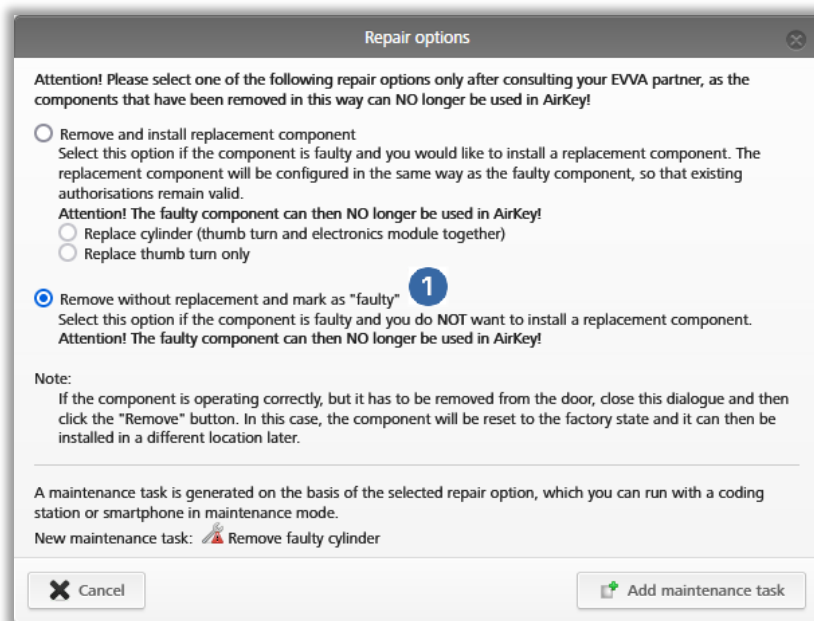 Repair options
Attention! Please select one of the following repair options only after consulting your EVVA partner, as the
components that have been removed in this way can NO longer be used in AirKey!
Remove and install replacement component
Select this option if the component is faulty and you would like to install a replacement component. The
replacement component will be configured in the same way as the faulty component, so that existing
authorisations remain valid.
Attention! The faulty component can then NO longer be used in AirKey!
Replace cylinder (thumb turn and electronics module together)
Replace thumb turn only
Remove without replacement and mark as "faulty" 1
Select this option if the component is faulty and you do NOT want to install a replacement component.
Attention! The faulty component can then NO longer be used in AirKey!
Note:
If the component is operating correctly, but it has to be removed from the door, close this dialogue and then
click the "Remove" button. In this case, the component will be reset to the factory state and it can then be
installed in a different location later.
A maintenance task is generated on the basis of the selected repair option, which you can run with a coding
station or smartphone in maintenance mode.
New maintenance task: Remove faulty cylinder
Cancel
Add maintenance task